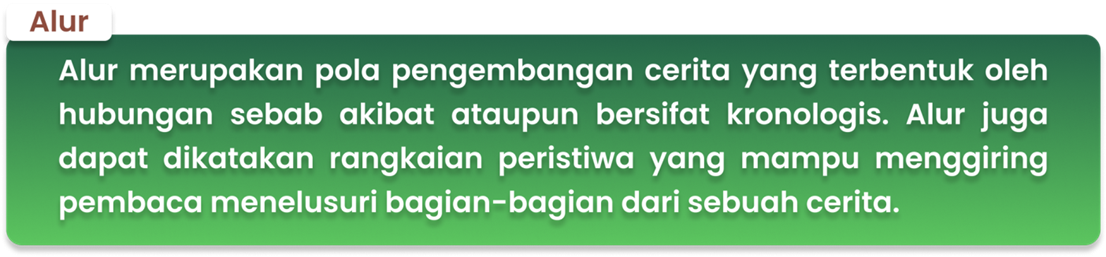 Alur
Alur merupakan pola pengembangan cerita yang terbentuk oleh
hubungan sebab akibat ataupun bersifat kronologis. Alur juga
dapat dikatakan rangkaian peristiwa yang mampu menggiring
pembaca menelusuri bagian-bagian dari sebuah cerita.